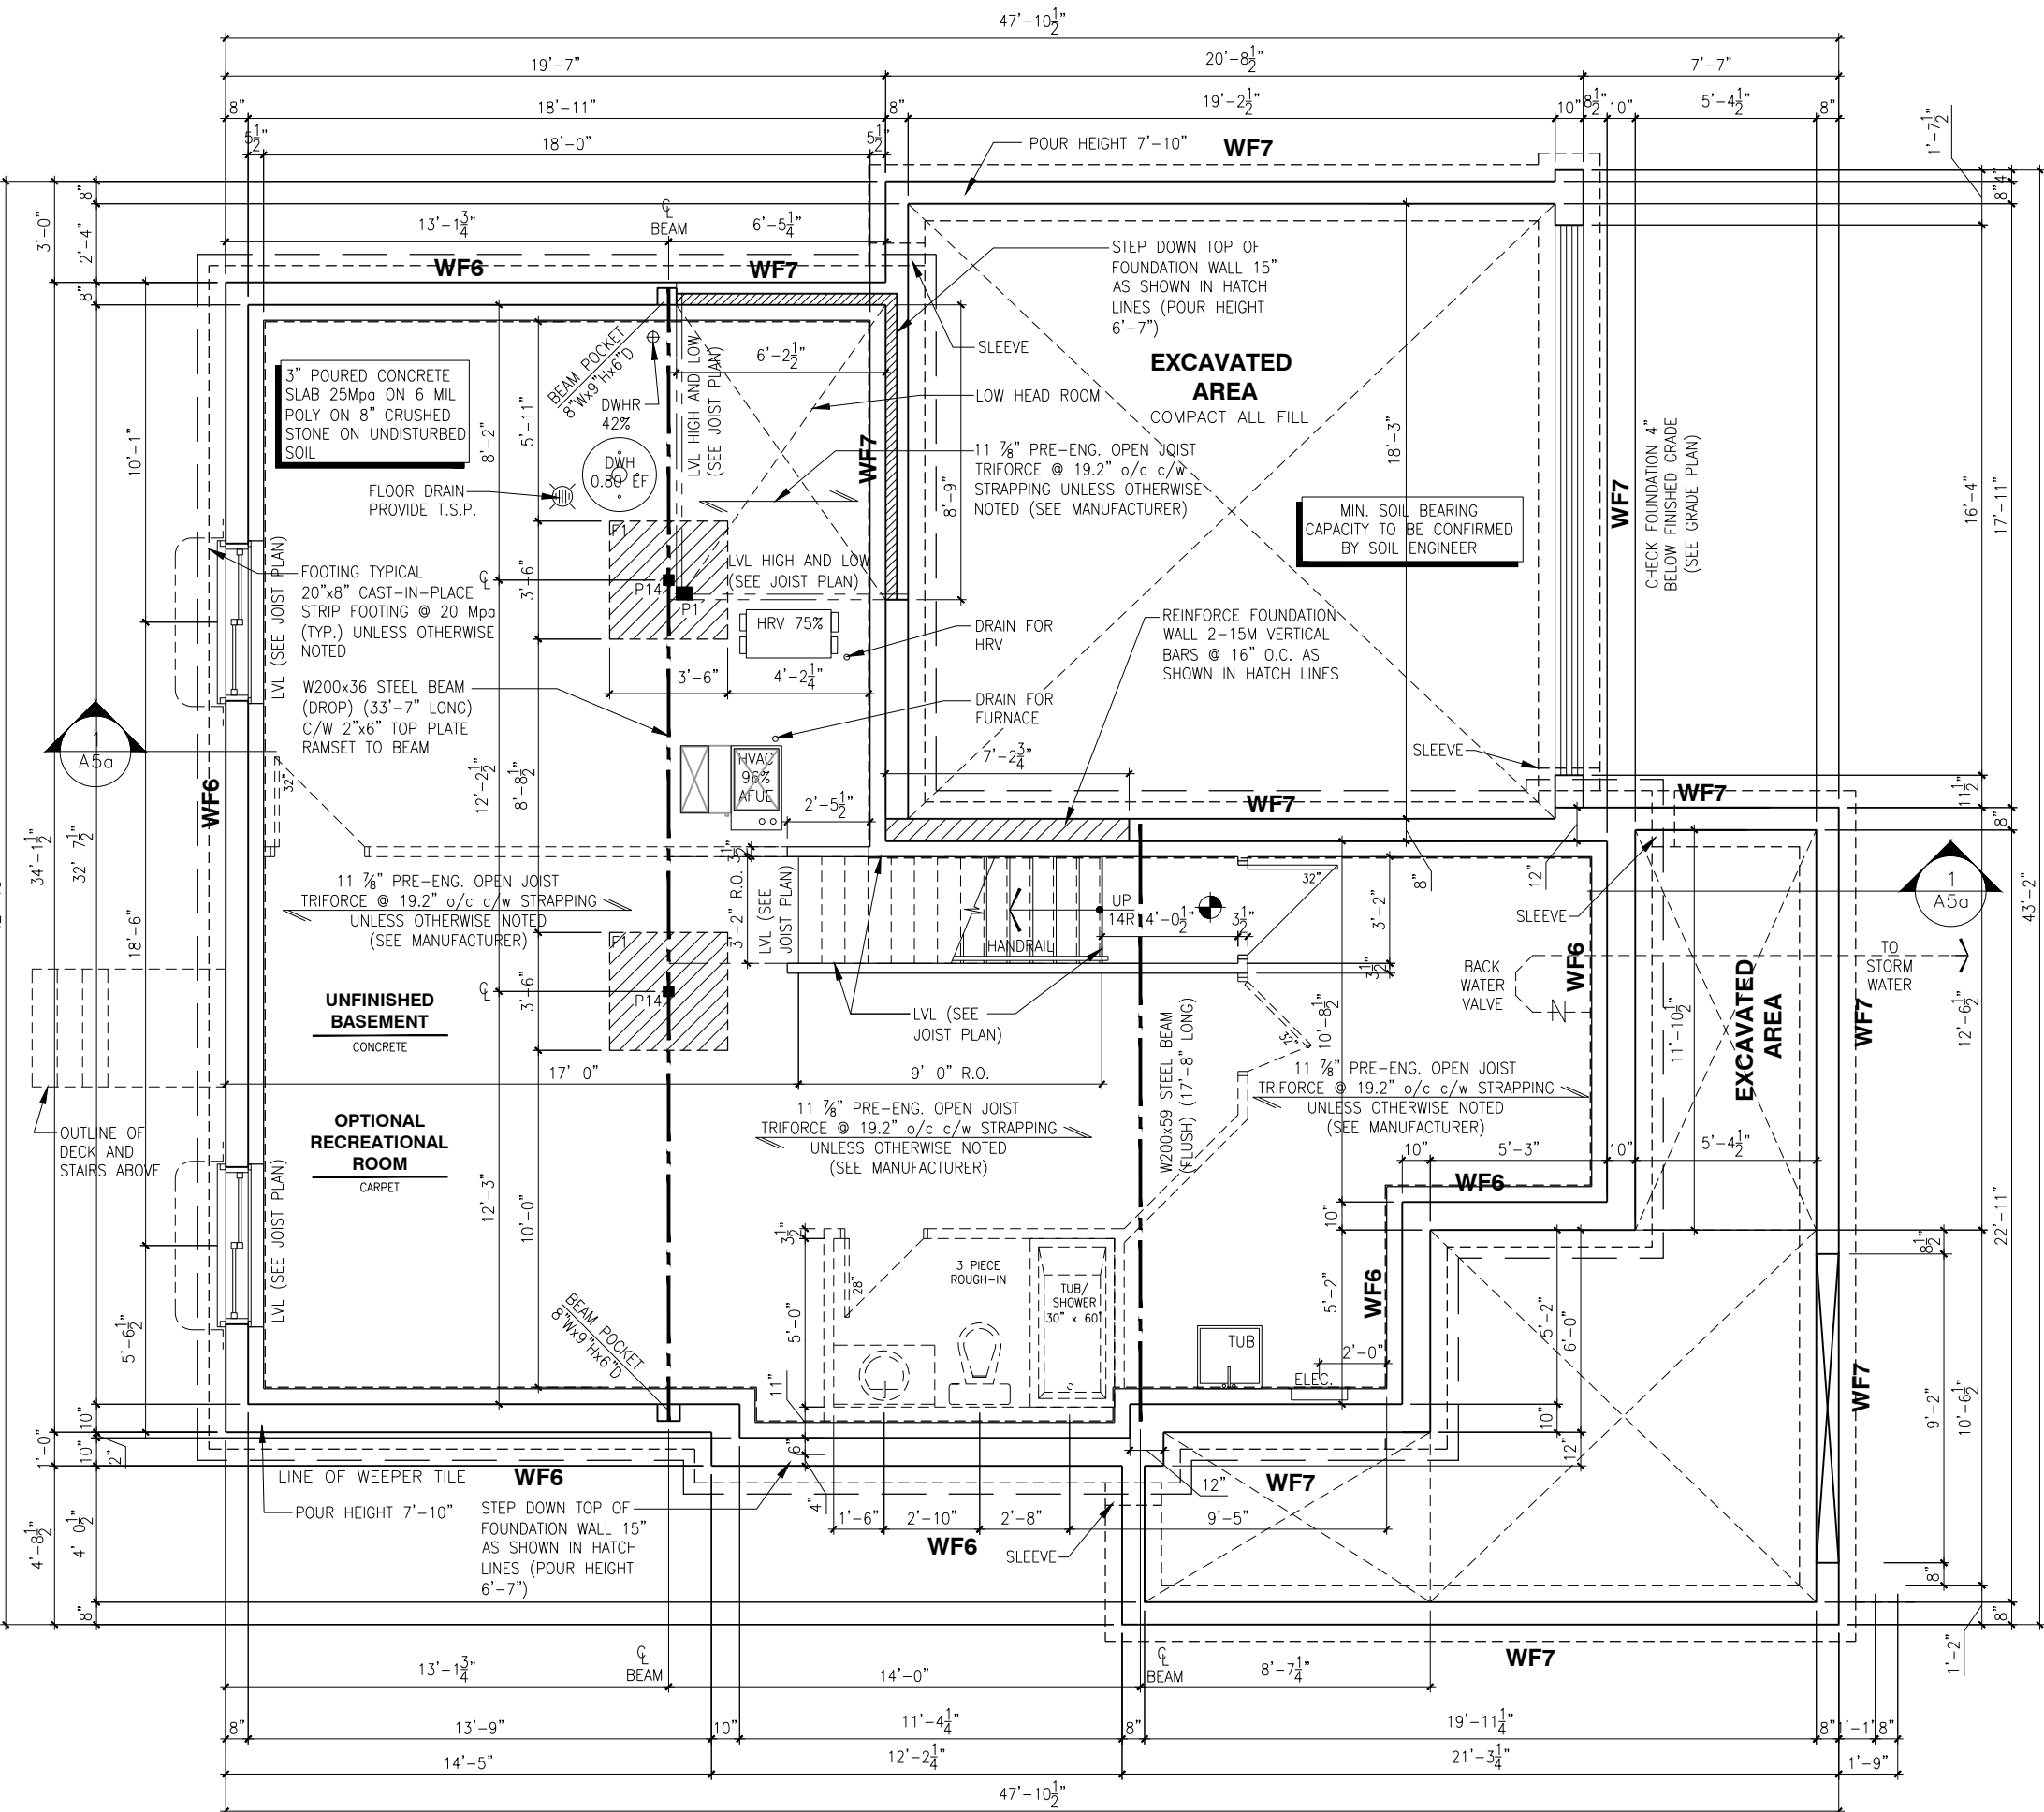 47'-10½"
19'-7"
20'-8½"
7'-7"
8"
18'-11"
8"
19'-2½"
10"
8½"
10"
5'-4½"
8"
5½"
18'-0"
5½"
POUR HEIGHT 7'-10"
WF7
1'-7½"
3'-0"
8"
2'-4"
8"
13'-1¾"
℄
BEAM
6'-5¼"
8"
4"
WF6
WF7
STEP DOWN TOP OF
FOUNDATION WALL 15"
AS SHOWN IN HATCH
LINES (POUR HEIGHT
6'-7")
SLEEVE
EXCAVATED
AREA
COMPACT ALL FILL
LOW HEAD ROOM
3" POURED CONCRETE
SLAB 25Mpa ON 6 MIL
POLY ON 8" CRUSHED
STONE ON UNDISTURBED
SOIL
BEAM POCKET
8"Wx9"Hx6"D
DWHR
42%
DWH
0.80 EF
LVL HIGH AND LOW
(SEE JOIST PLAN)
6'-2½"
10'-1"
8'-2"
5'-11"
8'-9"
18'-3"
WF7
11 ⅞" PRE-ENG. OPEN JOIST
TRIFORCE @ 19.2" o/c c/w
STRAPPING UNLESS OTHERWISE
NOTED (SEE MANUFACTURER)
FLOOR DRAIN
PROVIDE T.S.P.
MIN. SOIL BEARING
CAPACITY TO BE CONFIRMED
BY SOIL ENGINEER
WF7
CHECK FOUNDATION 4"
BELOW FINISHED GRADE
(SEE GRADE PLAN)
16'-4"
17'-11"
F1
LVL HIGH AND LOW
(SEE JOIST PLAN)
℄
3'-6"
P14
P1
LVL (SEE JOIST PLAN)
FOOTING TYPICAL
20"x8" CAST-IN-PLACE
STRIP FOOTING @ 20 Mpa
(TYP.) UNLESS OTHERWISE
NOTED
HRV 75%
DRAIN FOR
HRV
REINFORCE FOUNDATION
WALL 2-15M VERTICAL
BARS @ 16" O.C. AS
SHOWN IN HATCH LINES
3'-6"
4'-2¼"
W200x36 STEEL BEAM
(DROP) (33'-7" LONG)
C/W 2"x6" TOP PLATE
RAMSET TO BEAM
DRAIN FOR
FURNACE
1
A5a
WF6
32"
12'-2½"
8'-8½"
HVAC
96%
AFUE
7'-2¾"
SLEEVE
2'-5½"
WF7
WF7
11½"
8"
34'-1½"
32'-7½"
3½"
11 ⅞" PRE-ENG. OPEN JOIST
TRIFORCE @ 19.2" o/c c/w STRAPPING
UNLESS OTHERWISE NOTED
(SEE MANUFACTURER)
3'-2" R.O.
LVL (SEE
JOIST PLAN)
32"
UP
14R
4'-0½"
3½"
HANDRAIL
3'-2"
3½"
8"
12"
SLEEVE
1
A5a
43'-2"
18'-6"
F1
℄
3'-6"
P14
BACK
WATER
VALVE
WF6
TO
STORM
WATER
UNFINISHED
BASEMENT
CONCRETE
LVL (SEE
JOIST PLAN)
W200x59 STEEL BEAM
(FLUSH) (17'-8" LONG)
32"
10'-8½"
11'-10½"
EXCAVATED
AREA
WF7
12'-6½"
17'-0"
9'-0" R.O.
11 ⅞" PRE-ENG. OPEN JOIST
TRIFORCE @ 19.2" o/c c/w STRAPPING
UNLESS OTHERWISE NOTED
(SEE MANUFACTURER)
11 ⅞" PRE-ENG. OPEN JOIST
TRIFORCE @ 19.2" o/c c/w STRAPPING
UNLESS OTHERWISE NOTED
(SEE MANUFACTURER)
OUTLINE OF
DECK AND
STAIRS ABOVE
OPTIONAL
RECREATIONAL
ROOM
CARPET
LVL (SEE JOIST PLAN)
12'-3"
10'-0"
10"
5'-3"
10"
5'-4½"
WF6
22'-11"
3½"
10"
8½"
3 PIECE
ROUGH-IN
28"
TUB/
SHOWER
30" x 60"
5'-0"
5'-2"
WF6
5'-2"
6'-0"
BEAM POCKET
8"Wx9"Hx6"D
TUB
2'-0"
ELEC.
5'-6½"
11"
WF7
9'-2"
10'-6½"
1'-0"
10"
10"
2"
6"
4"
10"
12"
LINE OF WEEPER TILE
WF6
WF7
12"
POUR HEIGHT 7'-10"
STEP DOWN TOP OF
FOUNDATION WALL 15"
AS SHOWN IN HATCH
LINES (POUR HEIGHT
6'-7")
1'-6"
2'-10"
2'-8"
9'-5"
WF6
SLEEVE
4'-8½"
4'-0½"
8"
8"
8"
1'-2"
WF7
13'-1¾"
℄
BEAM
14'-0"
℄
BEAM
8'-7¼"
8"
13'-9"
10"
11'-4¼"
8"
19'-11¼"
8"
1'-1"
8"
14'-5"
12'-2¼"
21'-3¼"
1'-9"
47'-10½"